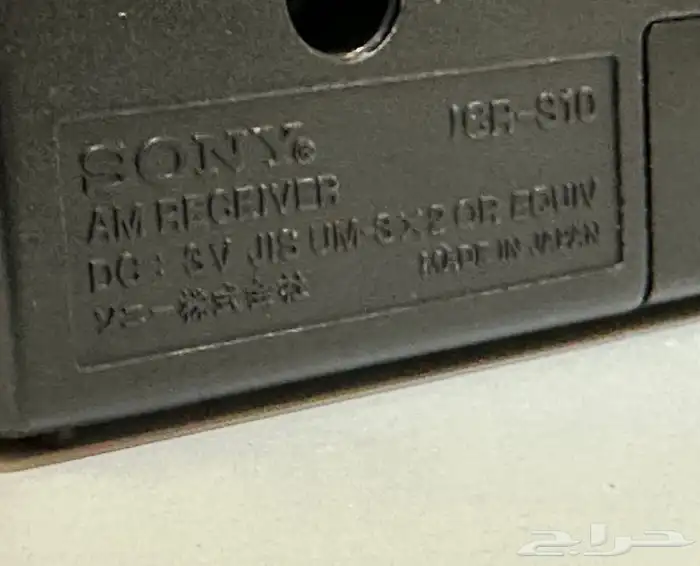 SONY®
ICR-S10
AM RECEIVER
DC : 3V JIS UM-3×2 OR EQUIV
ソニー株式会社
MADE IN JAPAN
حراج